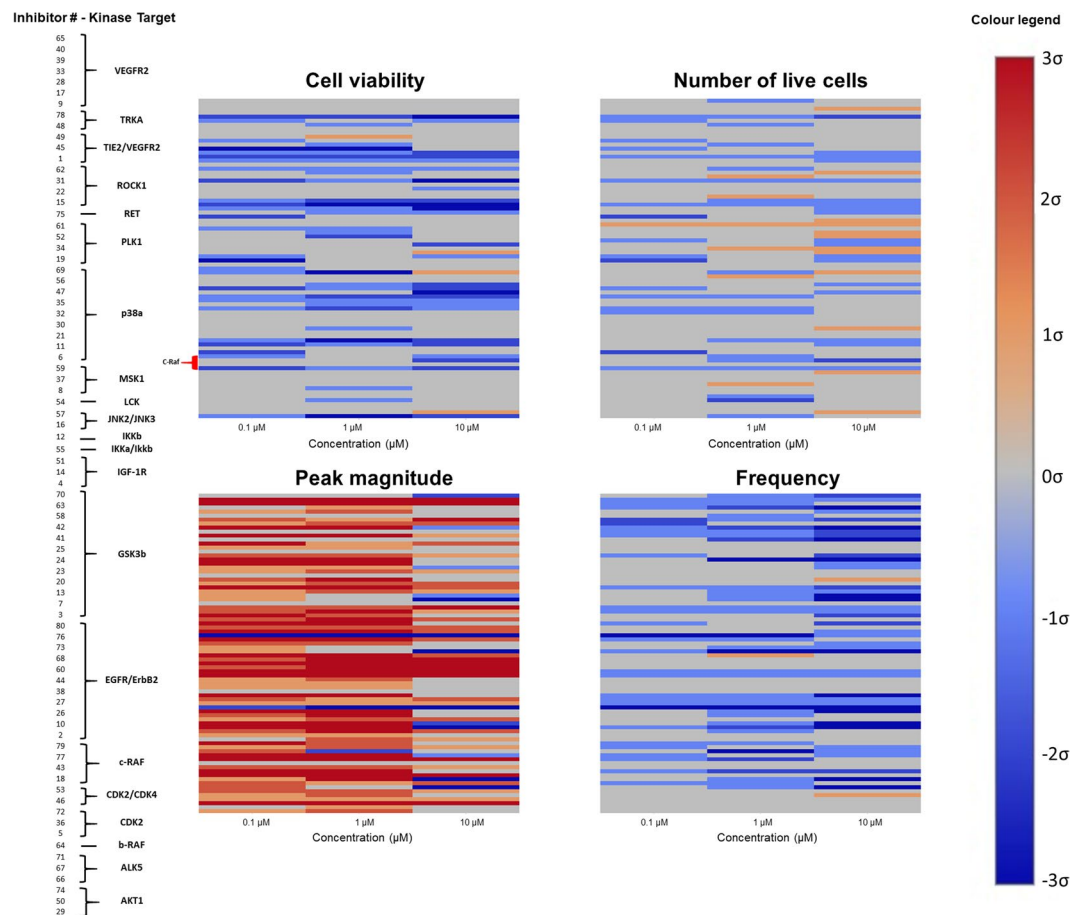 Inhibitor # - Kinase Target
65
40
39
33
28
17
9
VEGFR2
78
48
TRKA
49
45
1
TIE2/VEGFR2
62
31
22
15
ROCK1
75
RET
61
52
34
19
PLK1
69
56
47
35
32
30
21
11
6
p38a
C-Raf
59
37
8
MSK1
54
LCK
57
16
JNK2/JNK3
12
IKKb
55
IKKa/Ikkb
51
14
4
IGF-1R
70
63
58
42
41
25
24
23
20
13
7
3
GSK3b
80
76
73
68
60
44
38
27
26
10
2
EGFR/ErbB2
79
77
43
18
c-RAF
53
46
CDK2/CDK4
72
36
5
CDK2
64
b-RAF
71
67
66
ALK5
74
50
29
AKT1
Cell viability
0.1 µM
1 µM
10 µM
Concentration (µM)
Number of live cells
0.1 µM
1 µM
10 µM
Concentration (µM)
Peak magnitude
0.1 µM
1 µM
10 µM
Concentration (µM)
Frequency
0.1 µM
1 µM
10 µM
Concentration (µM)
Colour legend
3σ
2σ
1σ
0σ
-1σ
-2σ
-3σ